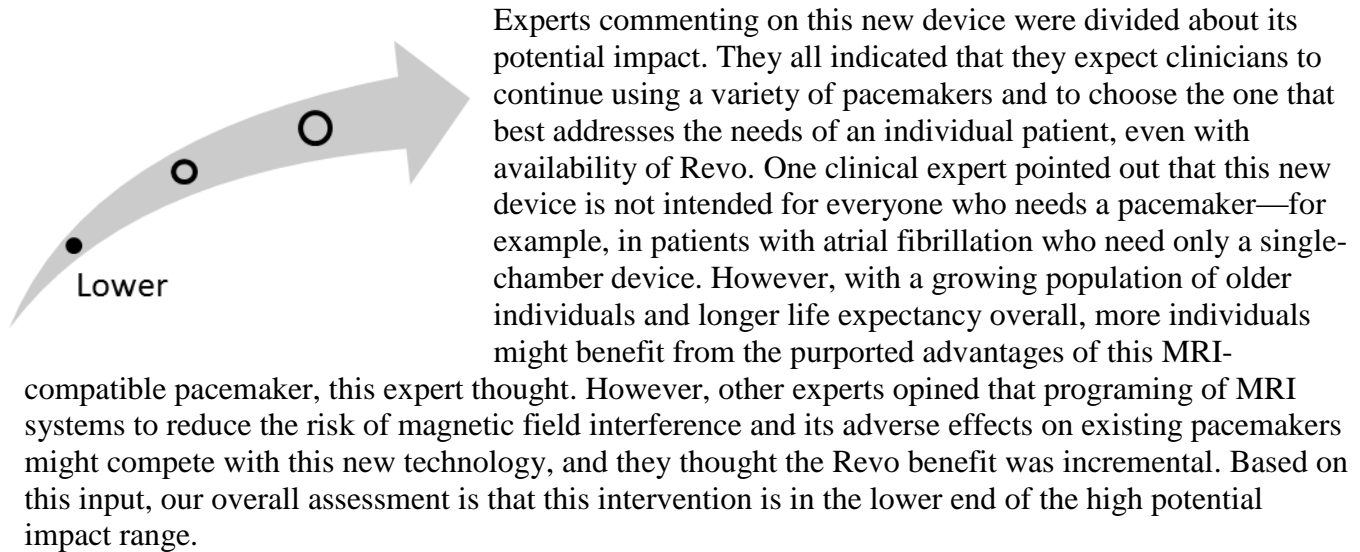 Experts commenting on this new device were divided about its
potential impact. They all indicated that they expect clinicians to
continue using a variety of pacemakers and to choose the one that
best addresses the needs of an individual patient, even with
availability of Revo. One clinical expert pointed out that this new
device is not intended for everyone who needs a pacemaker—for
example, in patients with atrial fibrillation who need only a single-
chamber device. However, with a growing population of older
individuals and longer life expectancy overall, more individuals
might benefit from the purported advantages of this MRI-
compatible pacemaker, this expert thought. However, other experts opined that programing of MRI
systems to reduce the risk of magnetic field interference and its adverse effects on existing pacemakers
might compete with this new technology, and they thought the Revo benefit was incremental. Based on
this input, our overall assessment is that this intervention is in the lower end of the high potential
impact range.
Lower